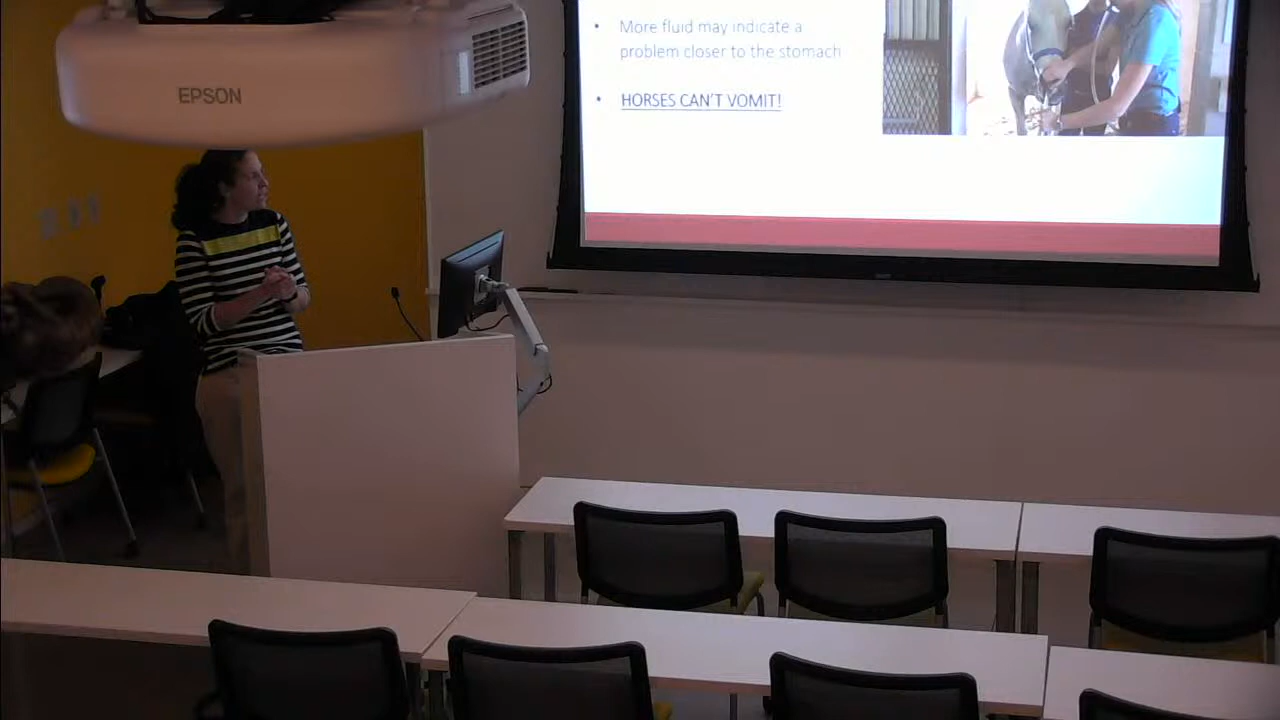 More fluid may indicate a
problem closer to the stomach
HORSES CAN'T VOMIT!
EPSON